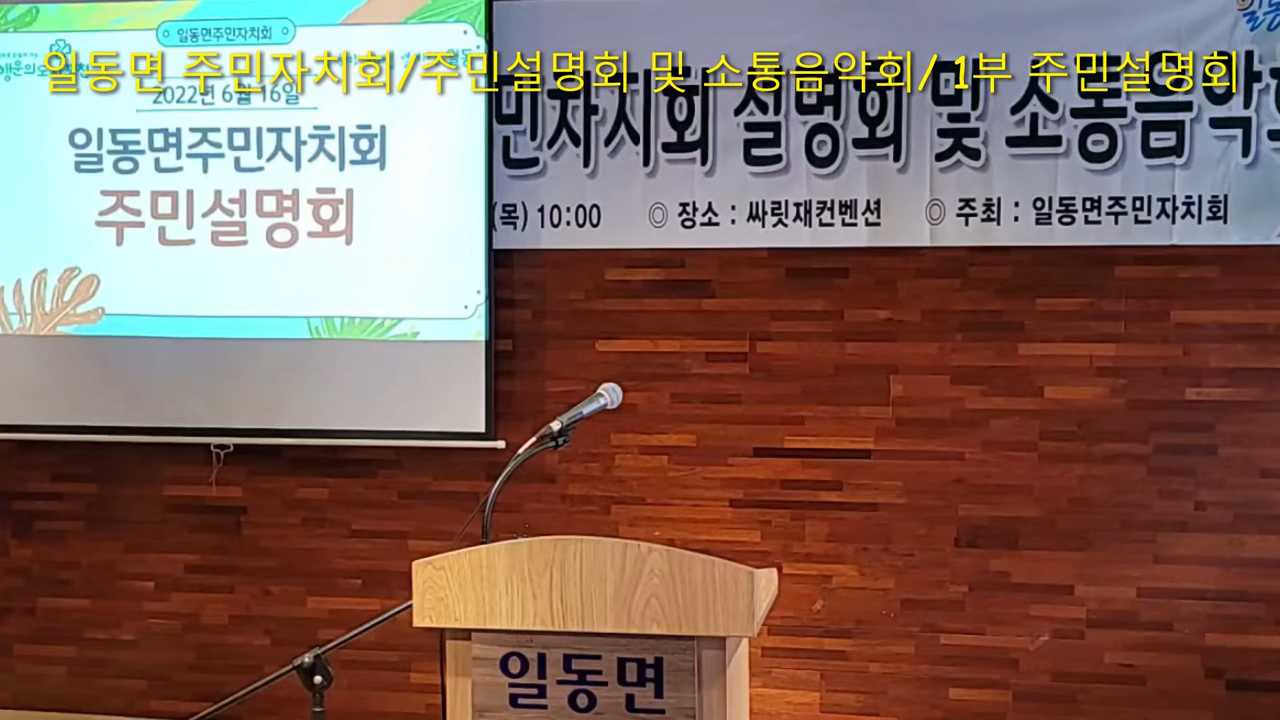 일동면 주민자치회/주민설명회 및 소통음악회/ 1부 주민설명회
일동면주민자치회
2022년 6월 16일
일동면주민자치회
주민설명회
민자치회 설명회 및 소통음악회
(목) 10:00 ◎ 장소 : 싸릿재컨벤션 ◎ 주최 : 일동면주민자치회
일동면